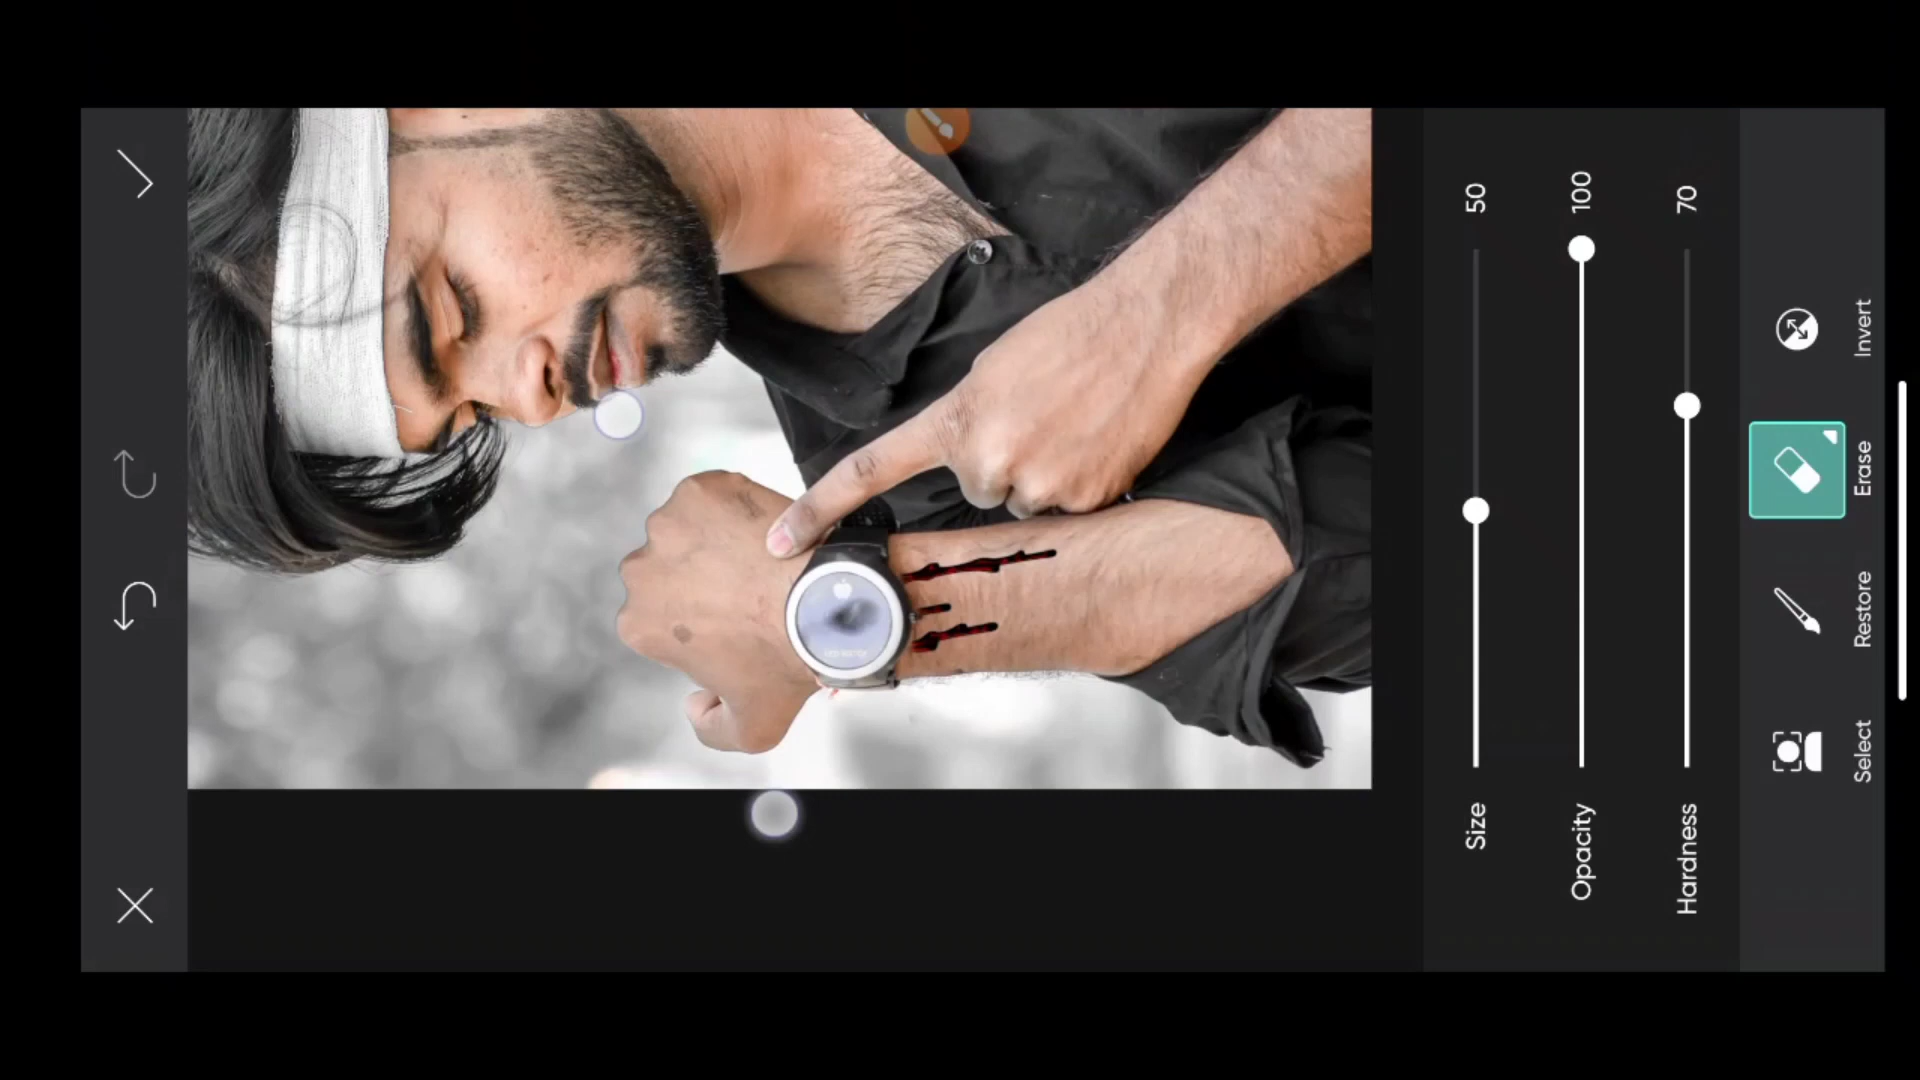 50
100
70
Size
Opacity
Hardness
Invert
Erase
Restore
Select